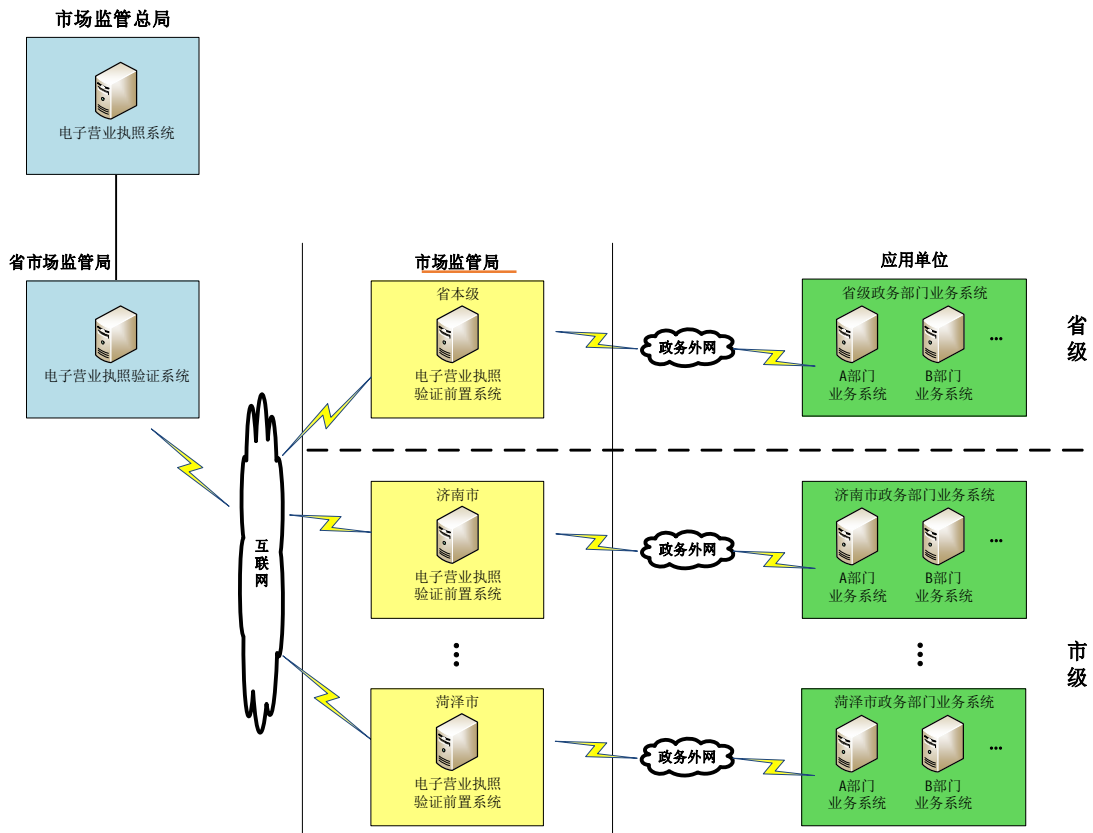 市场监管总局
电子营业执照系统
省市场监管局
电子营业执照验证系统
互
联
网
市场监管局
应用单位
省本级
电子营业执照
验证前置系统
政务外网
省级政务部门业务系统
A部门
业务系统
B部门
业务系统
...
省
级
济南市
电子营业执照
验证前置系统
政务外网
济南市政务部门业务系统
A部门
业务系统
B部门
业务系统
...
市
级
菏泽市
电子营业执照
验证前置系统
政务外网
菏泽市政务部门业务系统
A部门
业务系统
B部门
业务系统
...